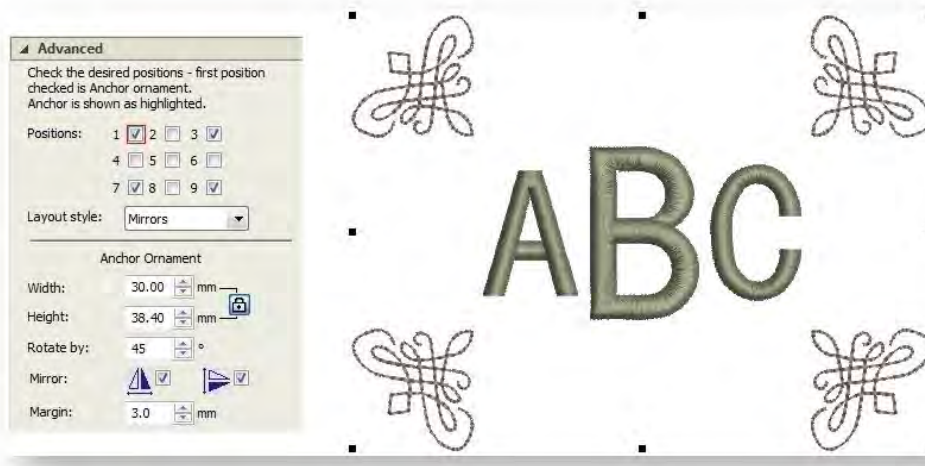 Advanced
Check the desired positions - first position
checked is Anchor ornament.
Anchor is shown as highlighted.
Positions: 1 2 3
4 5 6
7 8 9
Layout style: Mirrors
Anchor Ornament
Width: 30.00 mm
Height: 38.40 mm
Rotate by: 45 °
Mirror:
Margin: 3.0 mm
ABC